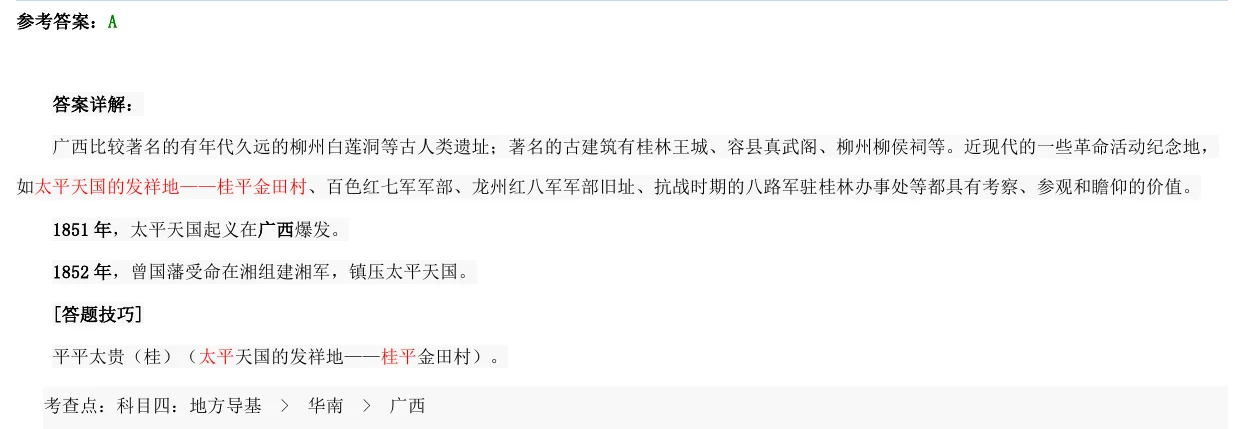 参考答案：A
答案详解：
广西比较著名的有年代久远的柳州白莲洞等古人类遗址；著名的古建筑有桂林王城、容县真武阁、柳州柳侯祠等。近现代的一些革命活动纪念地，
如太平天国的发祥地——桂平金田村、百色红七军军部、龙州红八军军部旧址、抗战时期的八路军驻桂林办事处等都具有考察、参观和瞻仰的价值。
1851 年，太平天国起义在广西爆发。
1852 年，曾国藩受命在湘组建湘军，镇压太平天国。
[答题技巧]
平平太贵（桂）（太平天国的发祥地——桂平金田村）。
考查点：科目四：地方导基 > 华南 > 广西